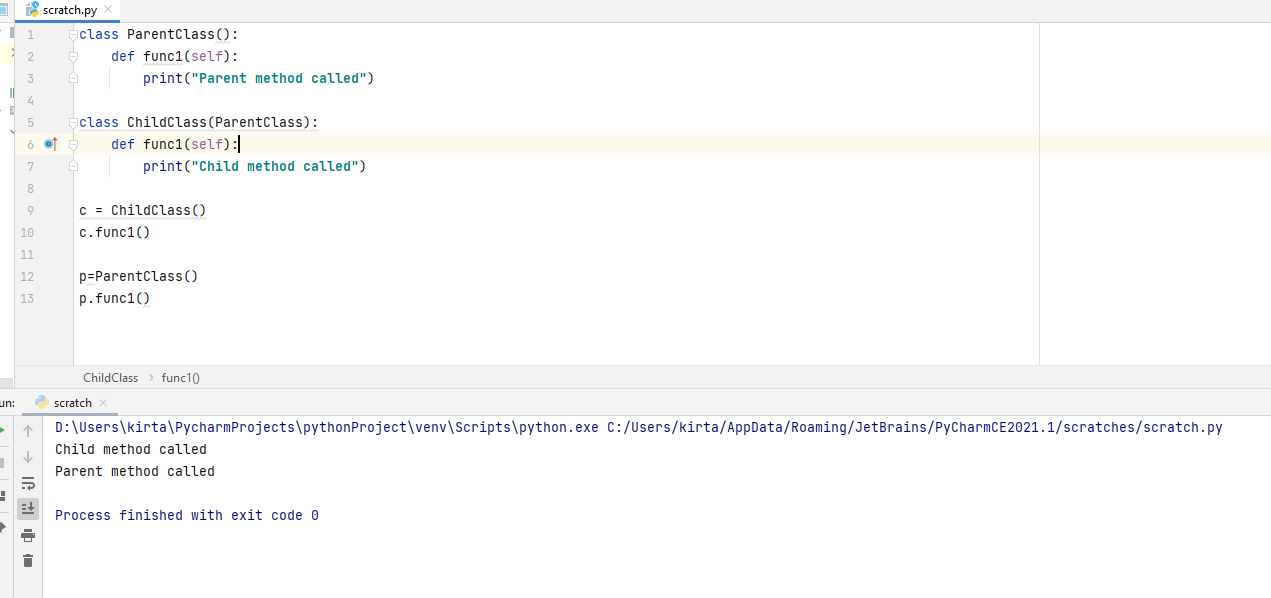 scratch.py
1 class ParentClass():
2     def func1(self):
3         print("Parent method called")
4
5 class ChildClass(ParentClass):
6     def func1(self):
7         print("Child method called")
8
9 c = ChildClass()
10 c.func1()
11
12 p=ParentClass()
13 p.func1()
ChildClass › func1()
un: scratch
D:\Users\kirta\PycharmProjects\pythonProject\venv\Scripts\python.exe C:/Users/kirta/AppData/Roaming/JetBrains/PyCharmCE2021.1/scratches/scratch.py
Child method called
Parent method called
Process finished with exit code 0